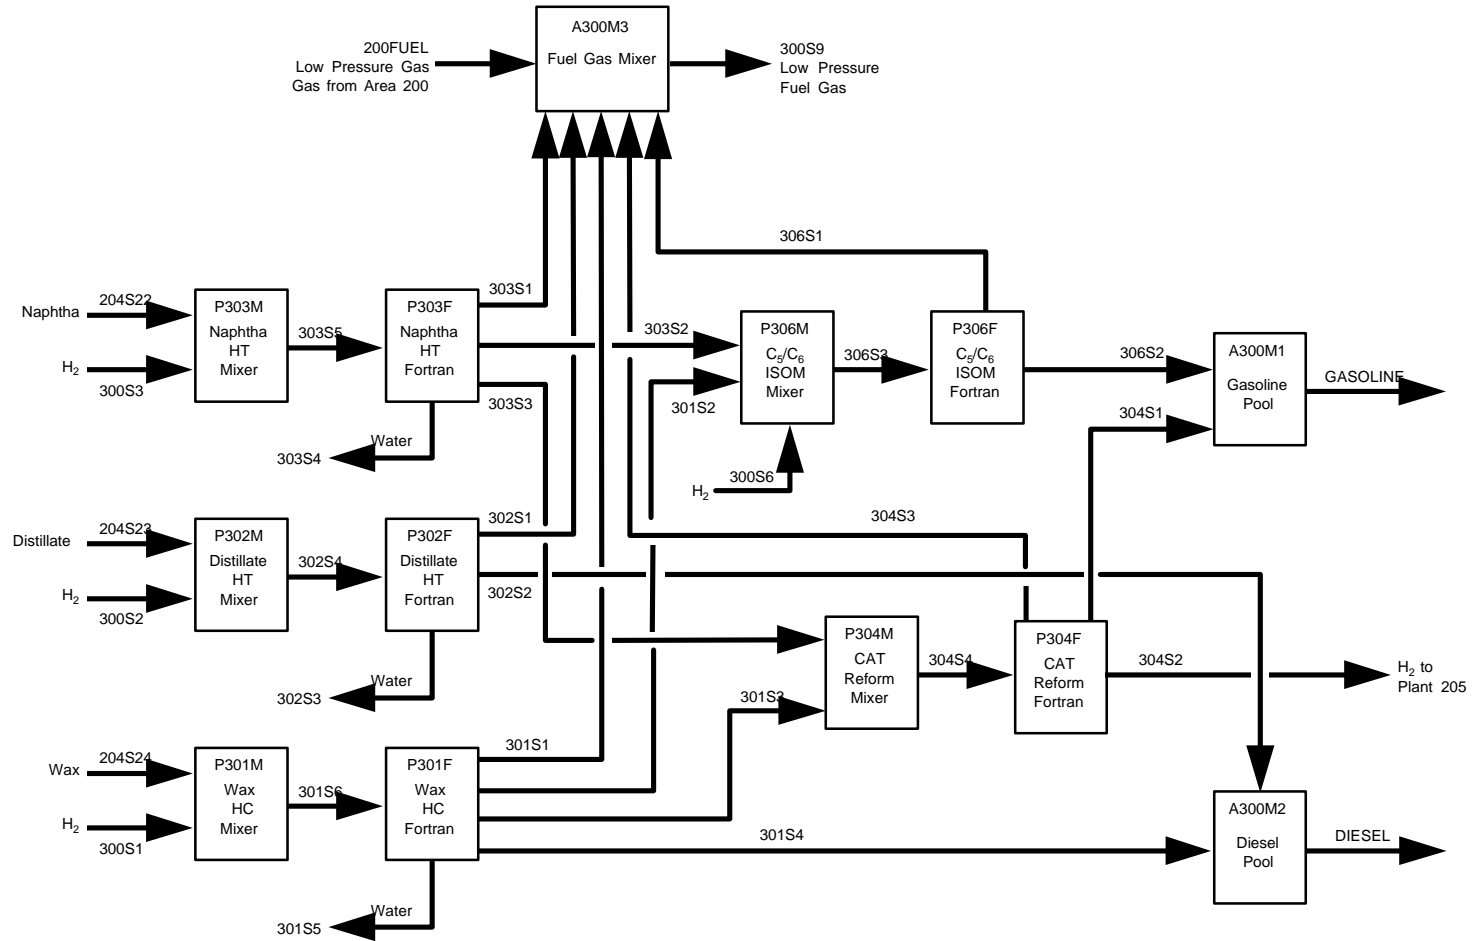 A300M3
Fuel Gas Mixer
200FUEL
Low Pressure Gas
Gas from Area 200
300S9
Low Pressure
Fuel Gas
306S1
Naphtha
204S22
H2
300S3
P303M
Naphtha
HT
Mixer
303S5
P303F
Naphtha
HT
Fortran
303S1
303S2
303S3
Water
303S4
301S2
P306M
C5/C6
ISOM
Mixer
H2
300S6
306S3
P306F
C5/C6
ISOM
Fortran
306S2
304S1
A300M1
Gasoline
Pool
GASOLINE
Distillate
204S23
H2
300S2
P302M
Distillate
HT
Mixer
302S4
P302F
Distillate
HT
Fortran
302S1
302S2
Water
302S3
304S3
P304M
CAT
Reform
Mixer
304S4
P304F
CAT
Reform
Fortran
304S2
H2 to
Plant 205
301S3
Wax
204S24
H2
300S1
P301M
Wax
HC
Mixer
301S6
P301F
Wax
HC
Fortran
301S1
301S4
Water
301S5
A300M2
Diesel
Pool
DIESEL